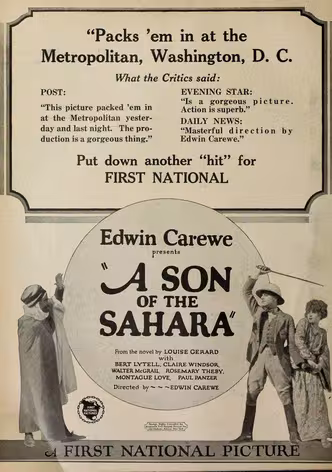 "Packs 'em in at the
Metropolitan, Washington, D. C.
What the Critics said:
POST:
"This picture packed 'em in
at the Metropolitan yester-
day and last night. The pro-
duction is a gorgeous thing."
EVENING STAR:
"Is a gorgeous picture.
Action is superb."
DAILY NEWS:
"Masterful direction by
Edwin Carewe."
Put down another "hit" for
FIRST NATIONAL
Edwin Carewe
presents
"A SON
OF THE
SAHARA"
From the novel by LOUISE GERARD
with
BERT LYTELL, CLAIRE WINDSOR,
WALTER McGRAIL, ROSEMARY THEBY,
MONTAGUE LOVE, PAUL PANZER
Directed by ~ ~ ~ EDWIN CAREWE
A FIRST NATIONAL PICTURE